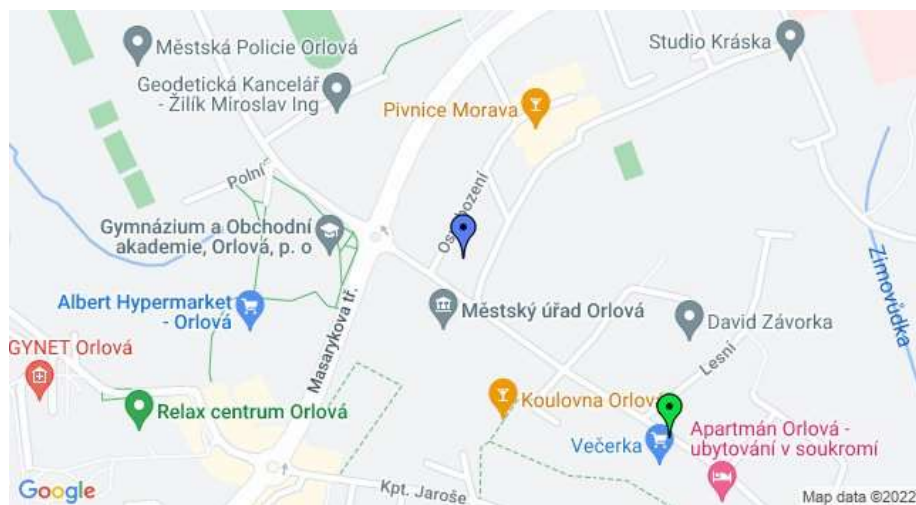 Městská Policie Orlová
Studio Kráska
Geodetická Kancelář
- Žilík Miroslav Ing
Pivnice Morava
Polní
Gymnázium a Obchodní
akademie, Orlová, p. o
Albert Hypermarket
- Orlová
Masarykova tř.
Městský úřad Orlová
Zimovůdka
David Závorka
Lesní
GYNET Orlová
Relax centrum Orlová
Koulovna Orlov
Večerka
Apartmán Orlová -
ubytování v soukromí
Kpt. Jaroše
Google
Map data ©2022